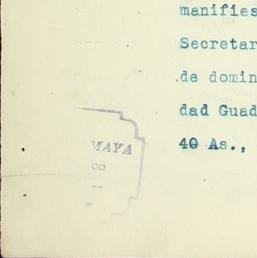 manifies
Secretar
de domin
dad Guad
40 As.,
MAYA
CO
--